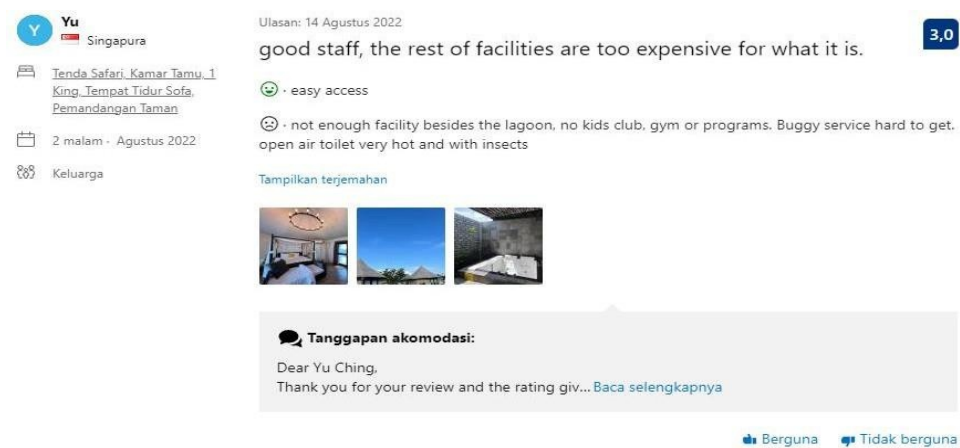 Y
Yu
Singapura
Tenda Safari, Kamar Tamu, 1
King, Tempat Tidur Sofa,
Pemandangan Taman
2 malam · Agustus 2022
Keluarga
Ulasan: 14 Agustus 2022
3,0
good staff, the rest of facilities are too expensive for what it is.
· easy access
· not enough facility besides the lagoon, no kids club, gym or programs. Buggy service hard to get.
open air toilet very hot and with insects
Tampilkan terjemahan
Tanggapan akomodasi:
Dear Yu Ching,
Thank you for your review and the rating giv... Baca selengkapnya
Berguna Tidak berguna